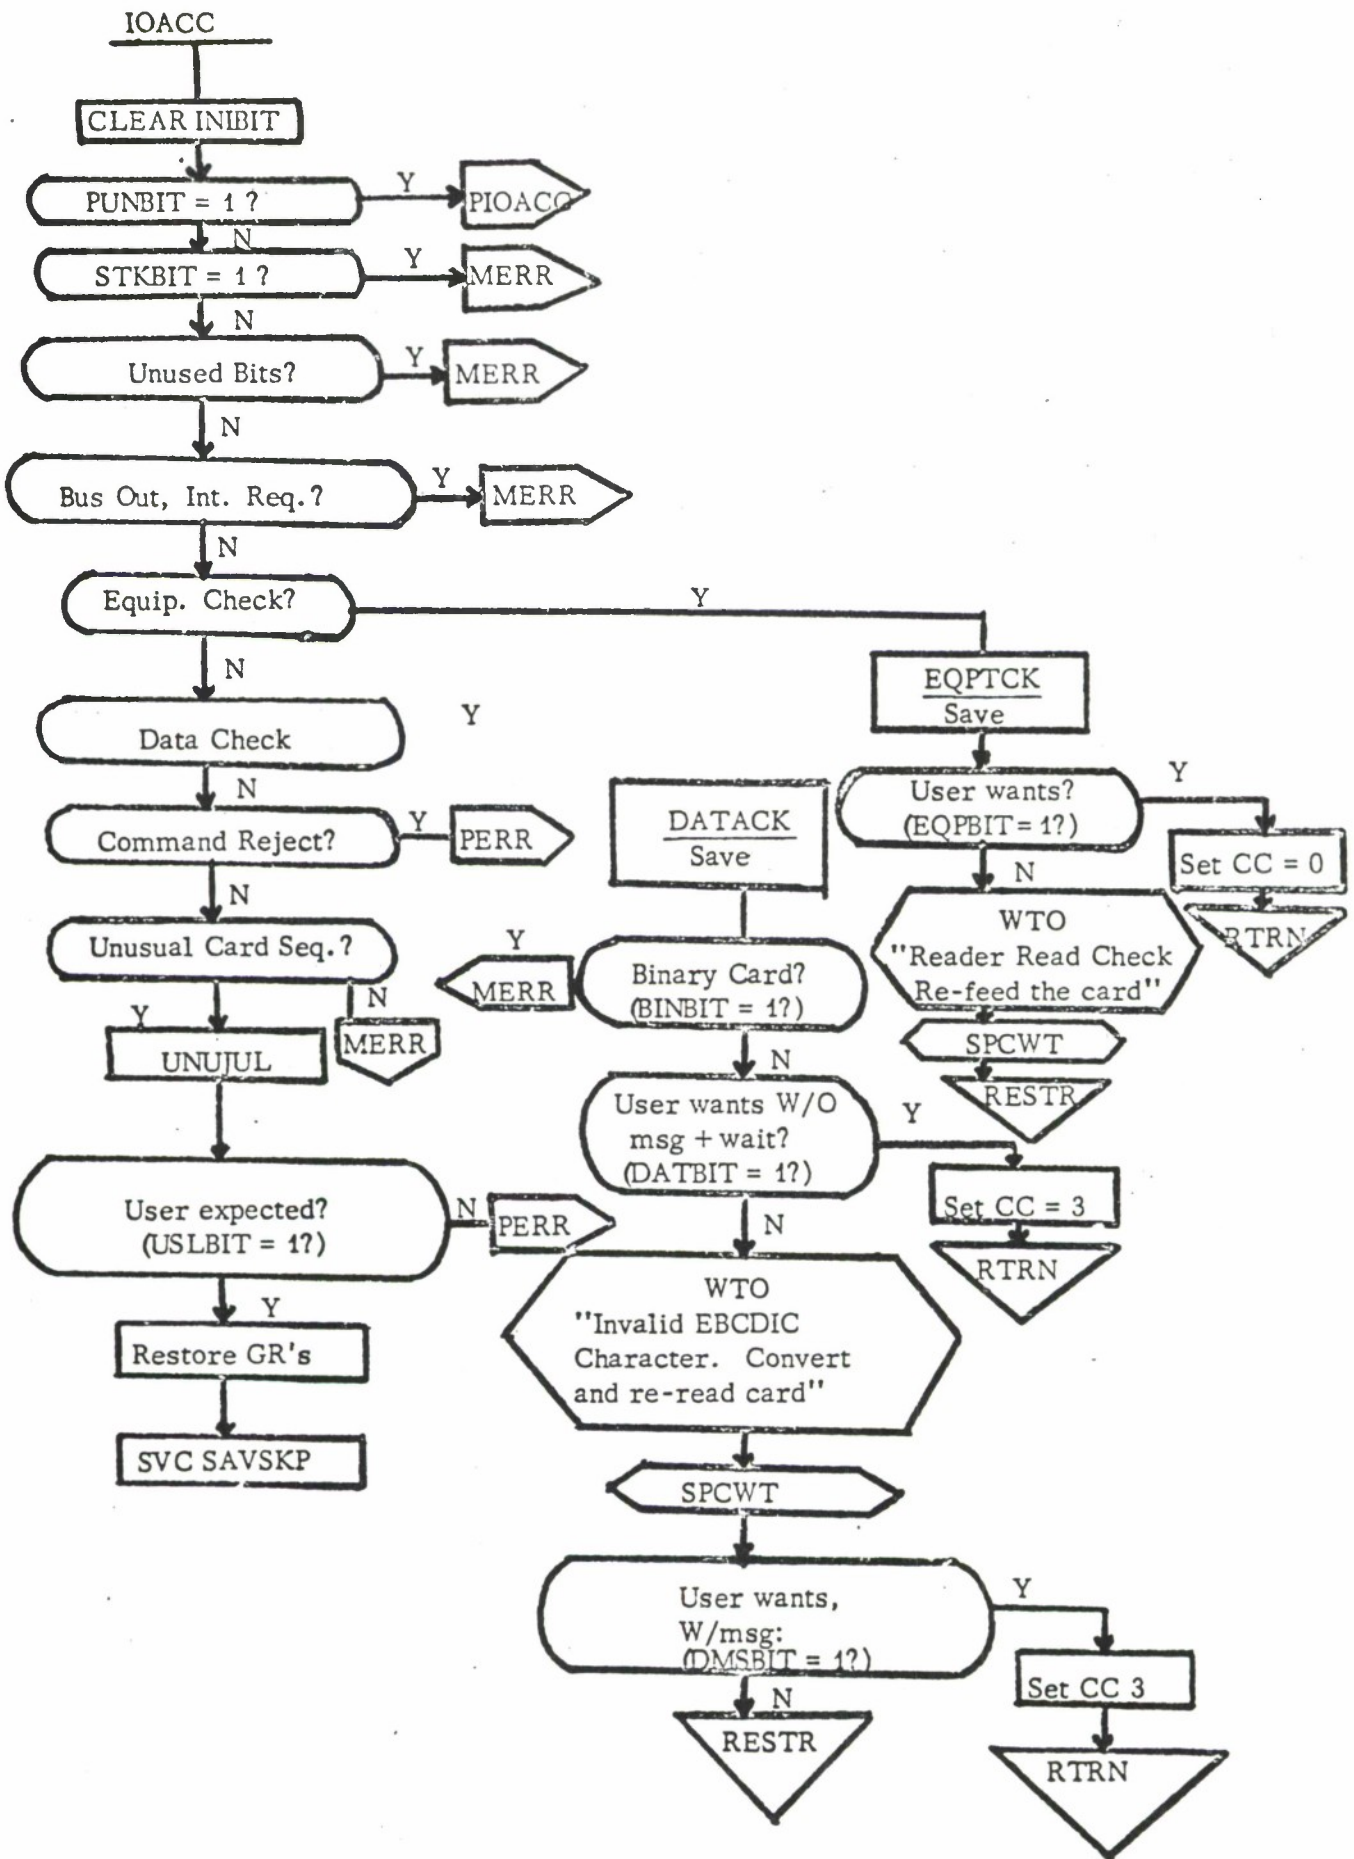 IOACC
CLEAR INIBIT
PUNBIT = 1 ?
Y
PIOACC
N
STKBIT = 1 ?
Y
MERR
N
Unused Bits?
Y
MERR
N
Bus Out, Int. Req.?
Y
MERR
N
Equip. Check?
Y
N
Data Check
Y
N
Command Reject?
Y
PERR
N
Unusual Card Seq.?
N
MERR
Y
UNUJUL
User expected?
(USLBIT = 1?)
N
PERR
Y
Restore GR's
SVC SAVSKP
EQPTCK
Save
User wants?
(EQPBIT = 1?)
Y
Set CC = 0
RTRN
N
WTO
"Reader Read Check
Re-feed the card"
SPCWT
RESTR
DATACK
Save
Binary Card?
(BINBIT = 1?)
Y
MERR
N
User wants W/O
msg + wait?
(DATBIT = 1?)
Y
Set CC = 3
RTRN
N
WTO
"Invalid EBCDIC
Character. Convert
and re-read card"
SPCWT
User wants,
W/msg:
(DMSBIT = 1?)
Y
Set CC 3
RTRN
N
RESTR